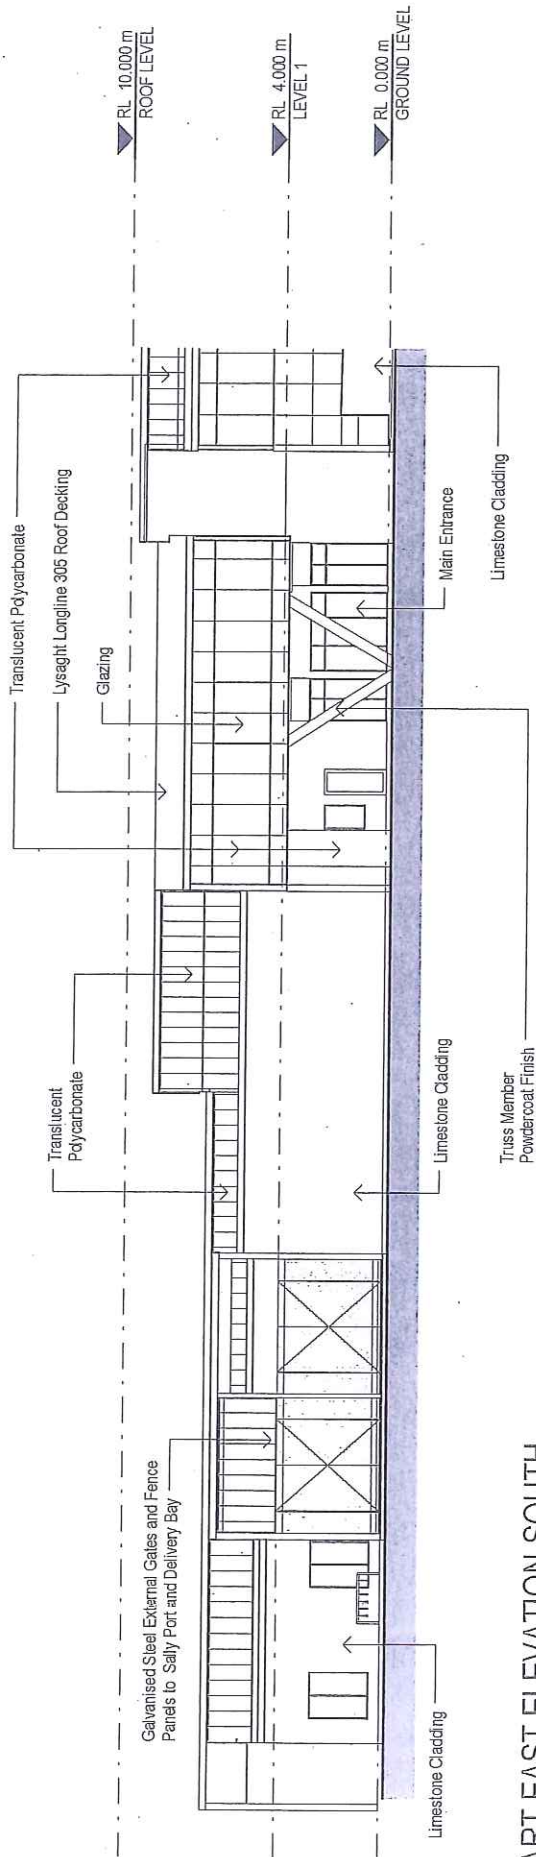 Galvanised Steel External Gates and Fence
Panels to Sally Port and Delivery Bay
Translucent
Polycarbonate
Translucent Polycarbonate
Lysaght Longline 305 Roof Decking
Glazing
RL 10.000 m
ROOF LEVEL
RL 4.000 m
LEVEL 1
RL 0.000 m
GROUND LEVEL
Limestone Cladding
Limestone Cladding
Truss Member
Powdercoat Finish
Main Entrance
Limestone Cladding
ART EAST ELEVATION SOUTH